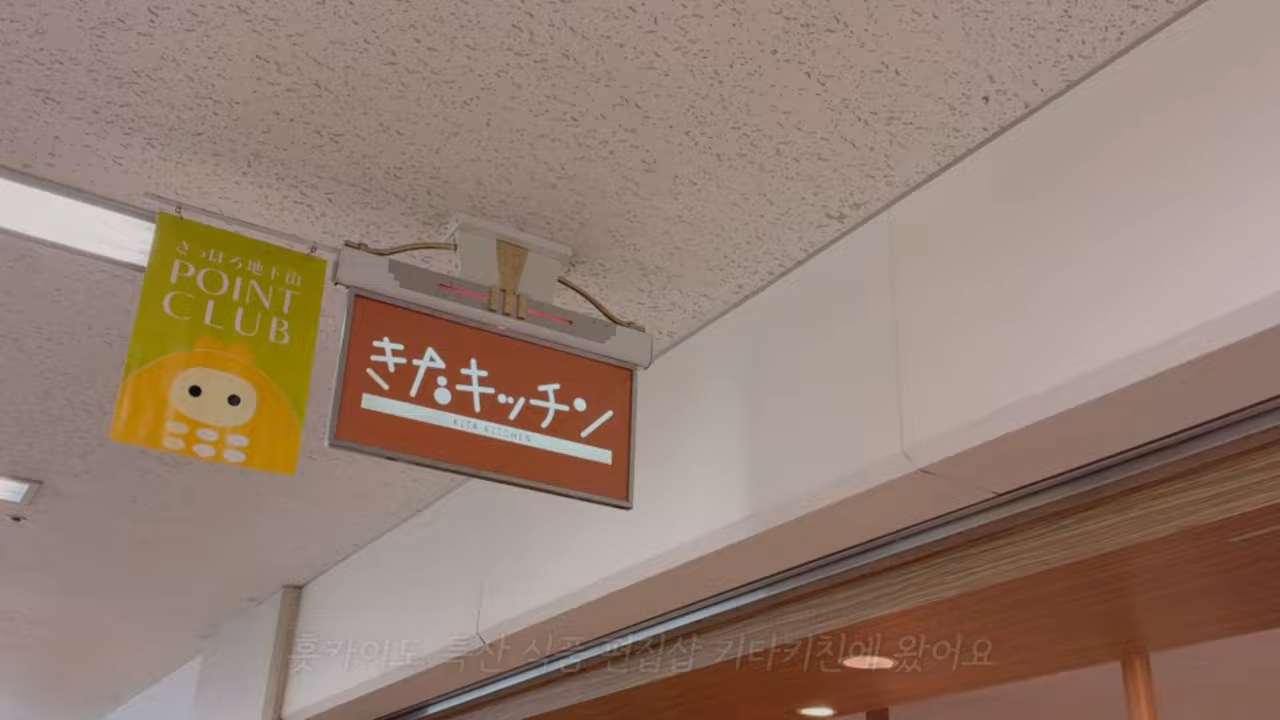 さっぽろ地下街
POINT
CLUB
きたキッチン
KITA KITCHEN
홋카이도 특산 식품 편집샵 키타키친에 왔어요